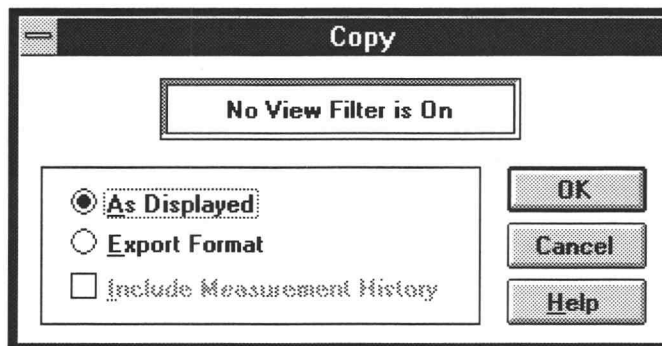 Copy
No View Filter is On
As Displayed
Export Format
Include Measurement History
OK
Cancel
Help